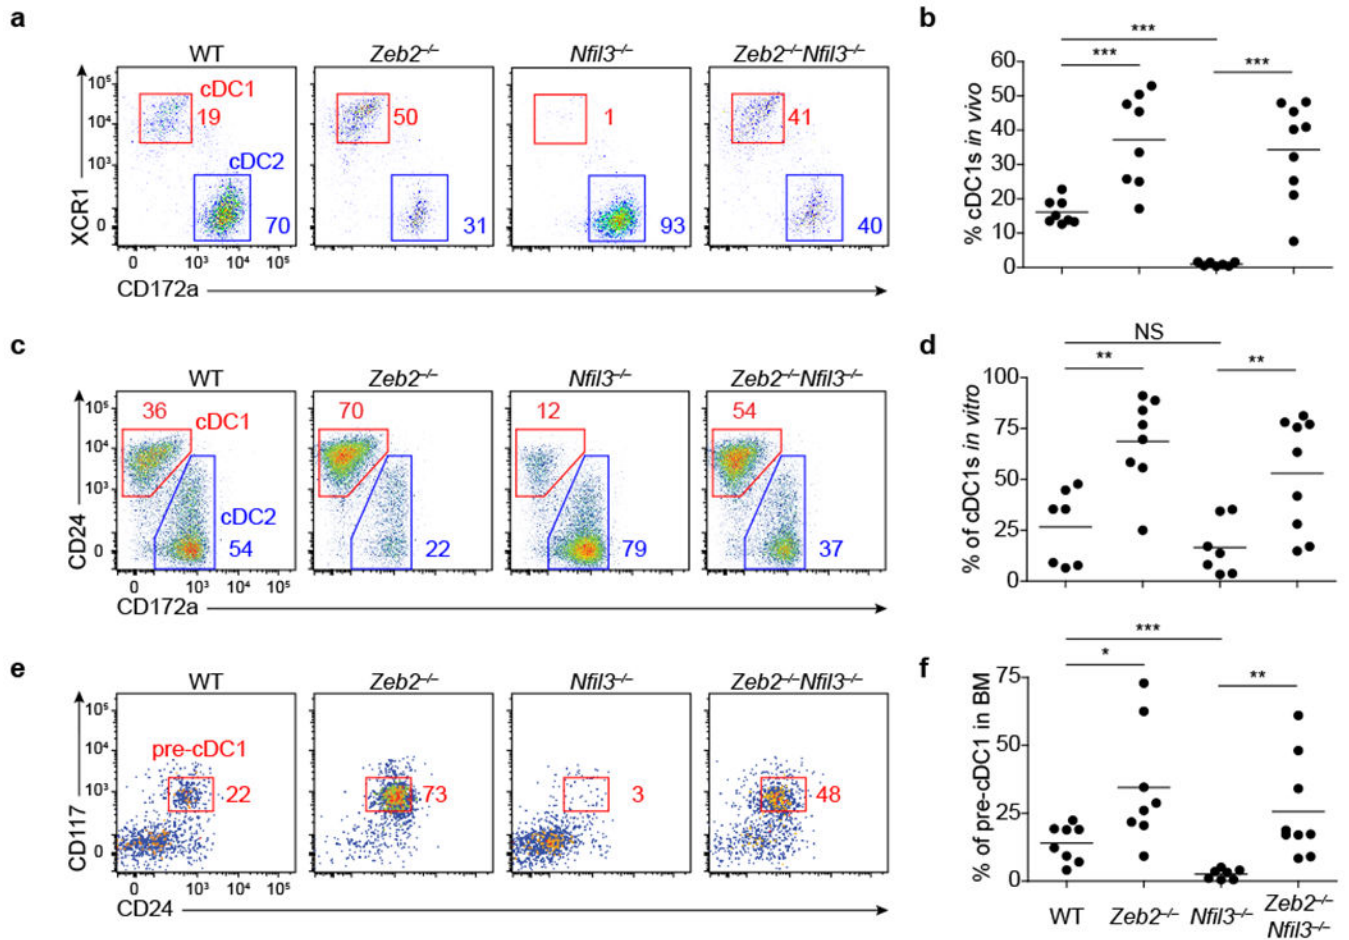 a
WT Zeb2–/– Nfil3–/– Zeb2–/–Nfil3–/–
XCR1
10⁵
10⁴
10³
0
cDC1
19 50 1 41
cDC2
70 31 93 40
0 10³ 10⁴ 10⁵
CD172a
b
% cDC1s in vivo
60
50
40
30
20
10
0
***
***
***
c
WT Zeb2–/– Nfil3–/– Zeb2–/–Nfil3–/–
CD24
10⁵
10⁴
10³
0
36 70 12 54
cDC1
cDC2
54 22 79 37
0 10³ 10⁴ 10⁵
CD172a
d
% of cDC1s in vitro
100
75
50
25
0
NS
**
**
e
WT Zeb2–/– Nfil3–/– Zeb2–/–Nfil3–/–
CD117
10⁵
10⁴
10³
0
pre-cDC1
22 73 3 48
0 10³ 10⁴ 10⁵
CD24
f
% of pre-cDC1 in BM
75
50
25
0
***
*
**
WT Zeb2–/– Nfil3–/– Zeb2–/–
Nfil3–/–